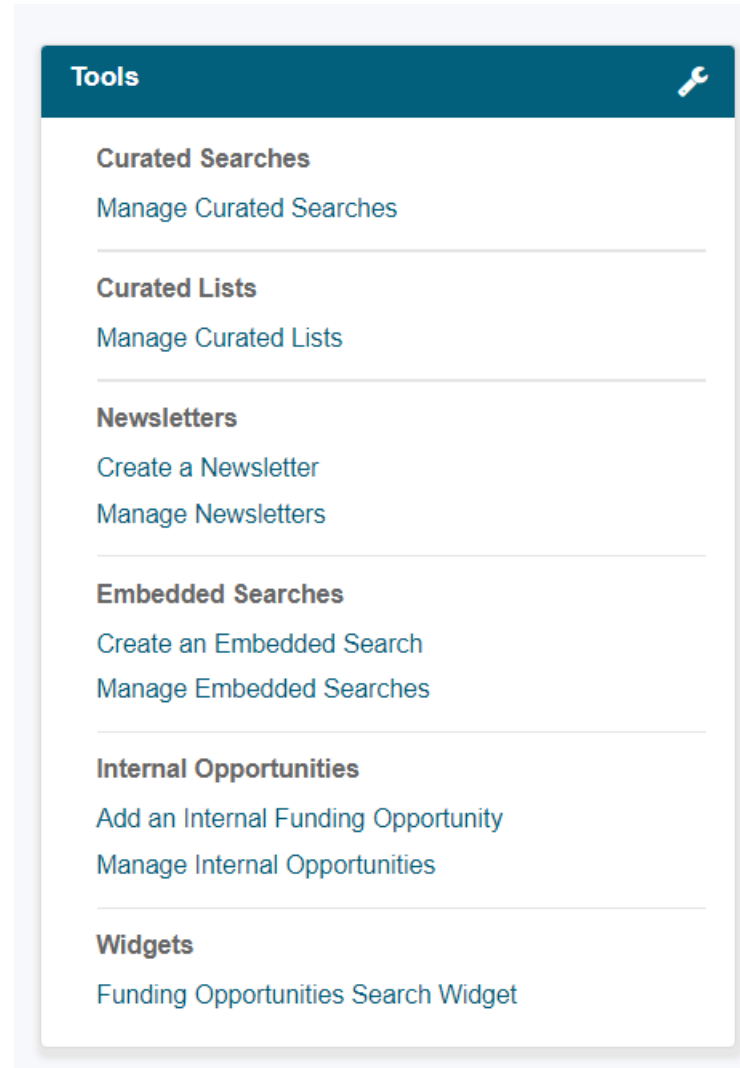 Tools
Curated Searches
Manage Curated Searches
Curated Lists
Manage Curated Lists
Newsletters
Create a Newsletter
Manage Newsletters
Embedded Searches
Create an Embedded Search
Manage Embedded Searches
Internal Opportunities
Add an Internal Funding Opportunity
Manage Internal Opportunities
Widgets
Funding Opportunities Search Widget